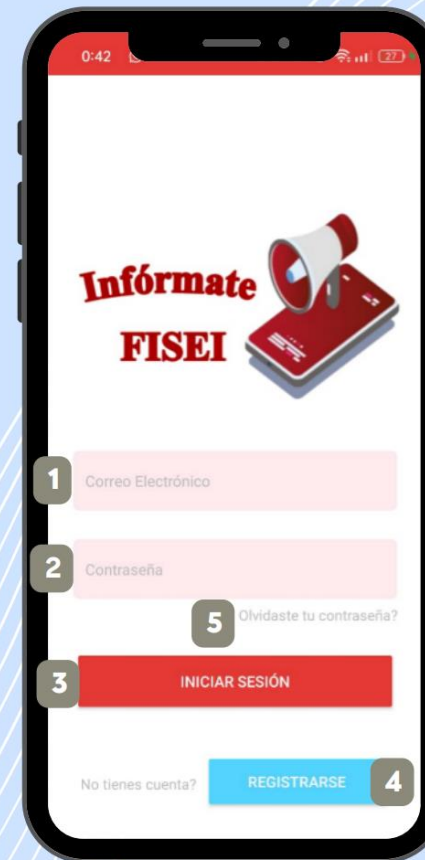 0:42
27
Infórmate
FISEI
1
Correo Electrónico
2
Contraseña
5
Olvidaste tu contraseña?
3
INICIAR SESIÓN
No tienes cuenta?
REGISTRARSE
4